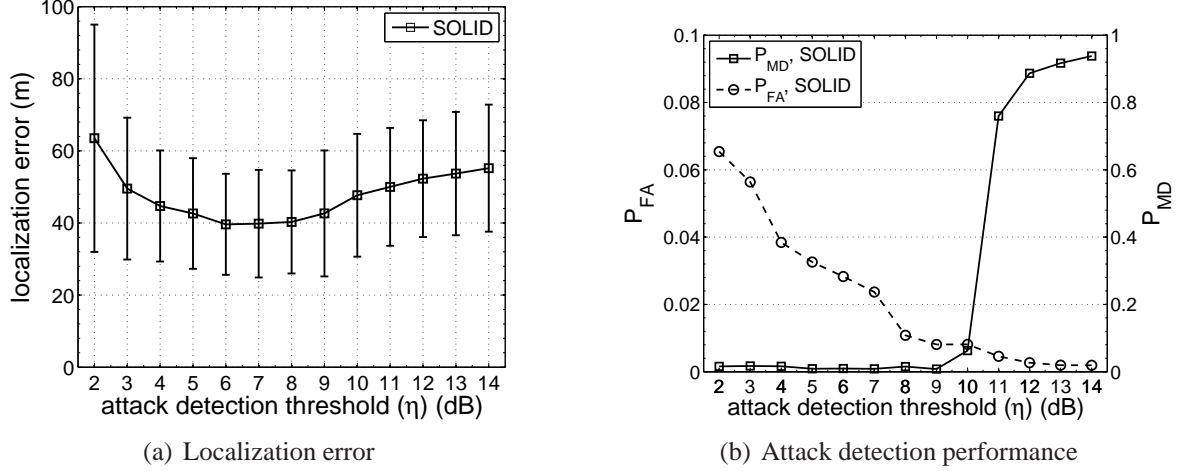 100
80
60
40
20
0
localization error (m)
SOLID
2 3 4 5 6 7 8 9 10 11 12 13 14
attack detection threshold (η) (dB)
(a) Localization error
0.1
0.08
0.06
0.04
0.02
0
P_FA
P_MD, SOLID
P_FA, SOLID
1
0.8
0.6
0.4
0.2
0
P_MD
2 3 4 5 6 7 8 9 10 11 12 13 14
attack detection threshold (η) (dB)
(b) Attack detection performance